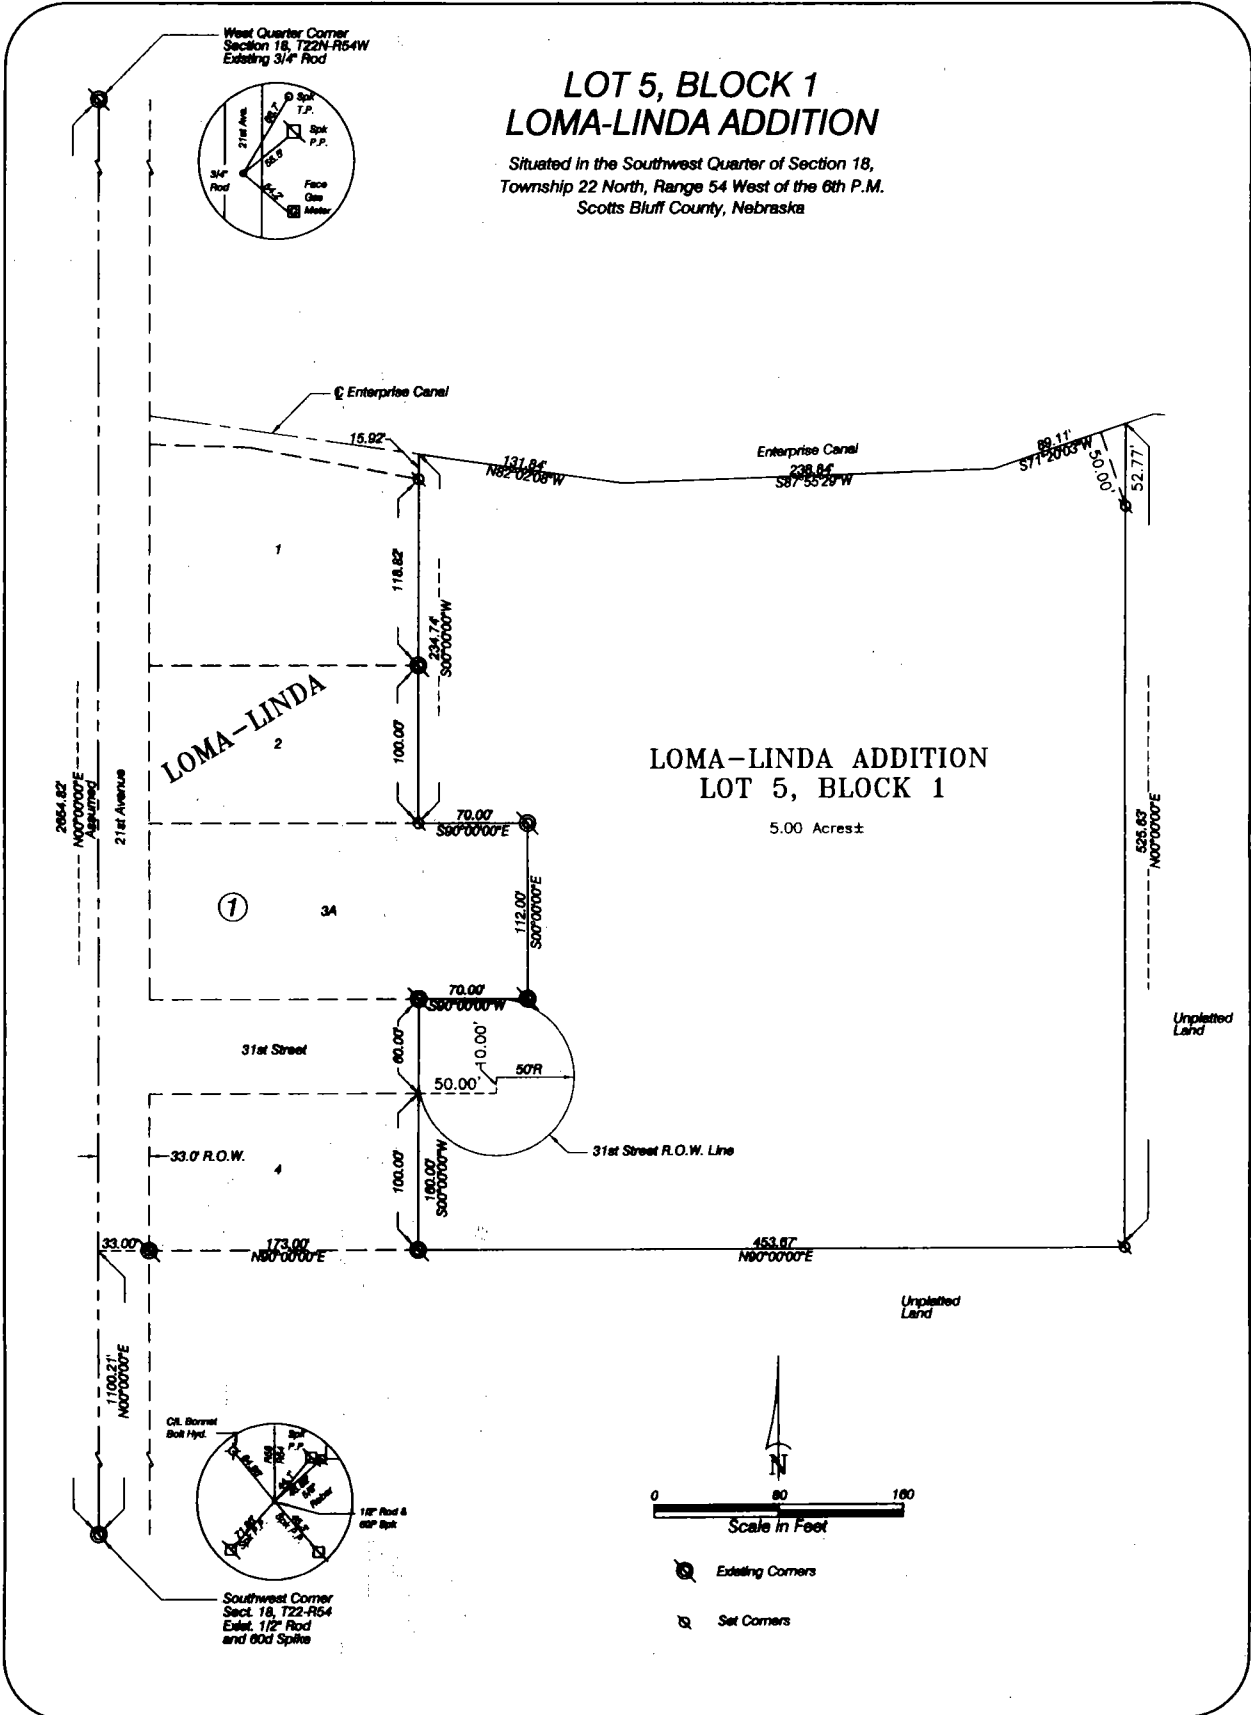 West Quarter Corner
Section 18, T22N-R54W
Existing 3/4" Rod
LOT 5, BLOCK 1
LOMA-LINDA ADDITION
Situated in the Southwest Quarter of Section 18,
Township 22 North, Range 54 West of the 6th P.M.
Scotts Bluff County, Nebraska
21st Ave.
Spk
T.P.
Spk
P.P.
3/4"
Rod
Face
Gas
Meter
℄ Enterprise Canal
15.92'
131.84'
N82°02'08"W
Enterprise Canal
238.84'
S87°55'29"W
89.11'
S71°20'03"W
50.00'
52.77'
1
118.82'
234.74'
S00°00'00"W
LOMA-LINDA
2
100.00'
2654.82'
N00°00'00"E
Assumed
21st Avenue
LOMA-LINDA ADDITION
LOT 5, BLOCK 1
5.00 Acres±
70.00'
S90°00'00"E
525.63'
N00°00'00"E
1
3A
112.00'
S00°00'00"E
70.00'
S90°00'00"W
Unplatted
Land
31st Street
60.00'
10.00'
50.00'
50'R
31st Street R.O.W. Line
33.0' R.O.W.
4
100.00'
160.00'
S00°00'00"W
33.00'
173.00'
N90°00'00"E
453.67'
N90°00'00"E
Unplatted
Land
1100.21'
N00°00'00"E
C/L Bonnet
Bolt Hyd.
Spk
P.P.
5/8"
Rebar
Spk P.P.
Spk P.P.
1/2" Rod &
60P Spk
N
0 80 160
Scale in Feet
Existing Corners
Set Corners
Southwest Corner
Sect. 18, T22-R54
Exist. 1/2" Rod
and 60d Spike